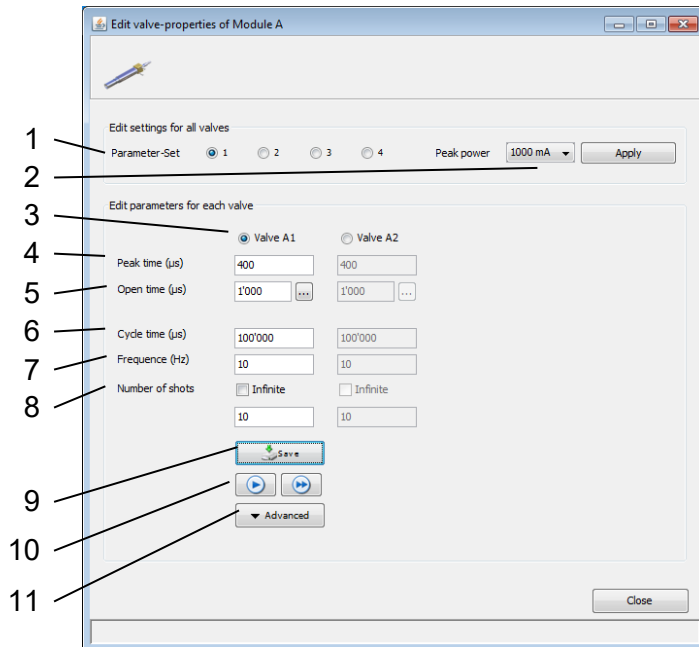 Edit valve-properties of Module A
Edit settings for all valves
1 Parameter-Set 1 2 3 4 Peak power 1000 mA Apply
2
Edit parameters for each valve
3 Valve A1 Valve A2
4 Peak time (µs) 400 400
5 Open time (µs) 1'000 ... 1'000 ...
6 Cycle time (µs) 100'000 100'000
7 Frequence (Hz) 10 10
8 Number of shots Infinite Infinite
10 10
9 Save
10
11 Advanced
Close